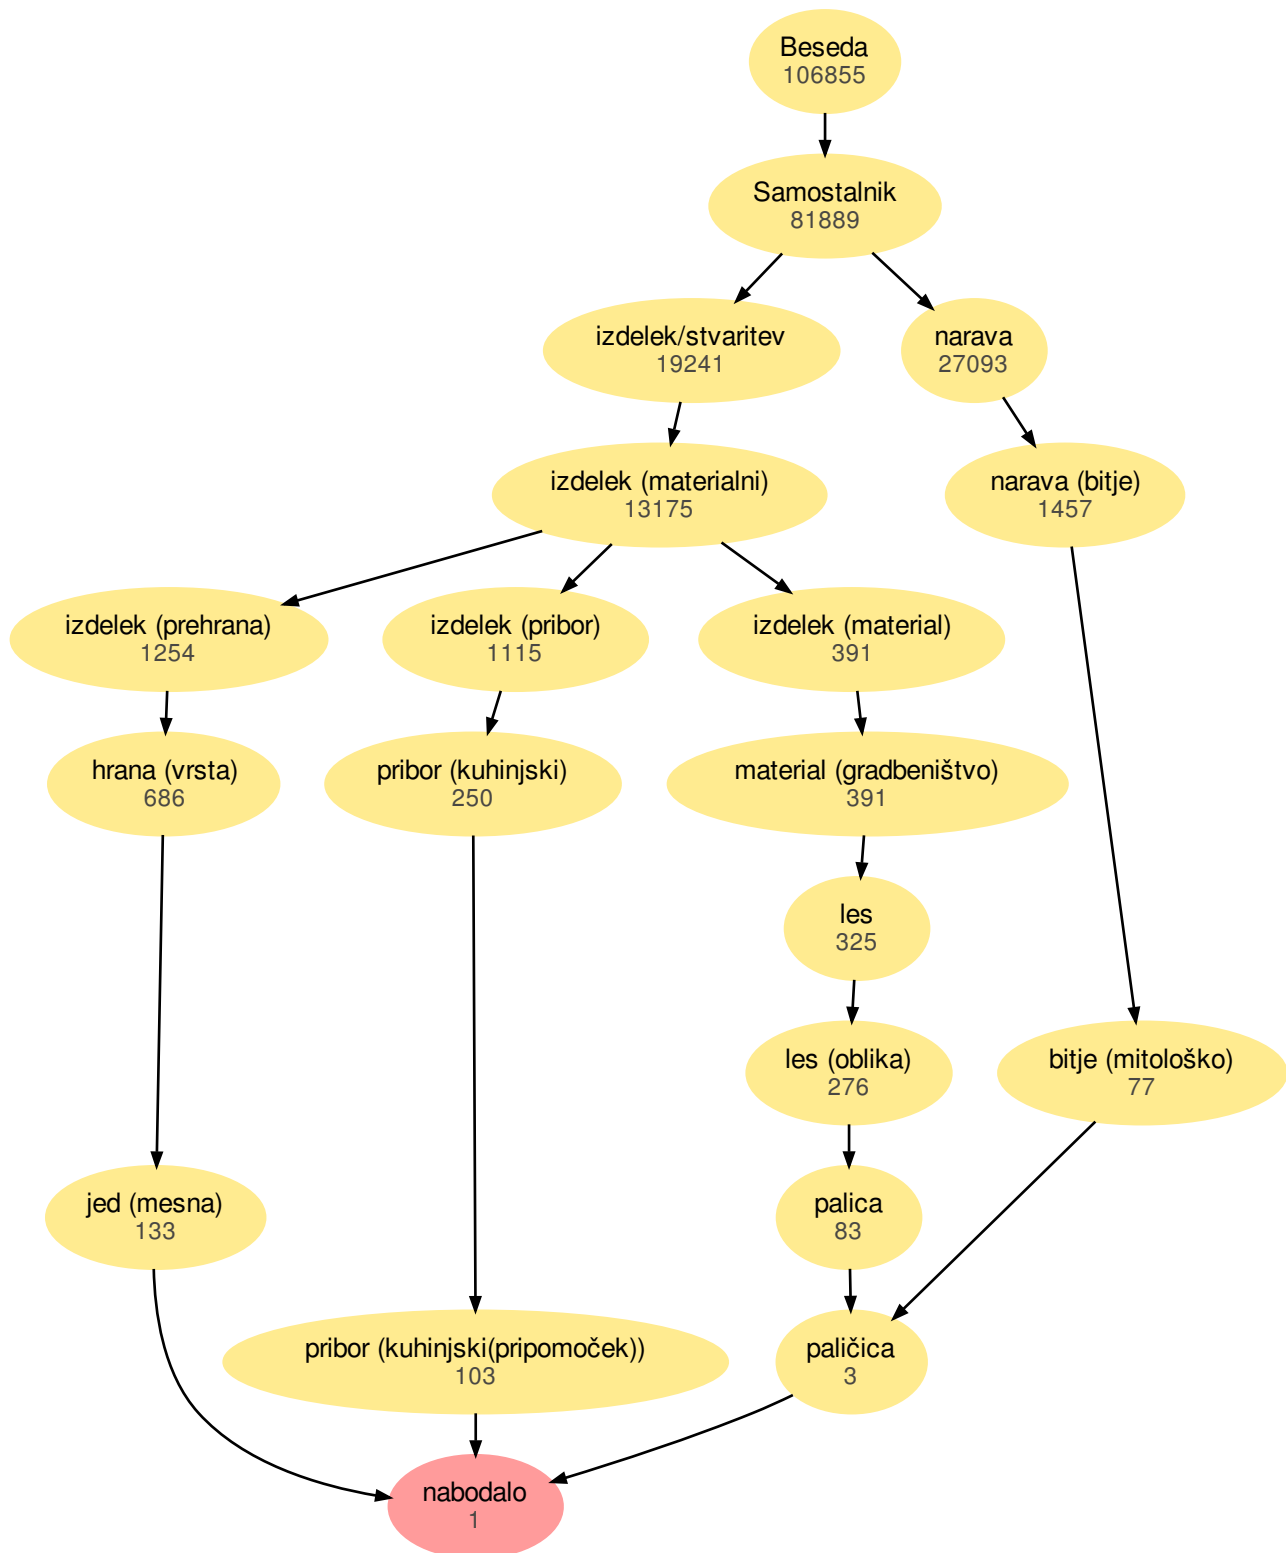 Beseda
106855
Samostalnik
81889
izdelek/stvaritev
19241
narava
27093
izdelek (materialni)
13175
narava (bitje)
1457
izdelek (prehrana)
1254
izdelek (pribor)
1115
izdelek (material)
391
hrana (vrsta)
686
pribor (kuhinjski)
250
material (gradbeništvo)
391
les
325
les (oblika)
276
bitje (mitološko)
77
jed (mesna)
133
palica
83
pribor (kuhinjski(pripomoček))
103
paličica
3
nabodalo
1